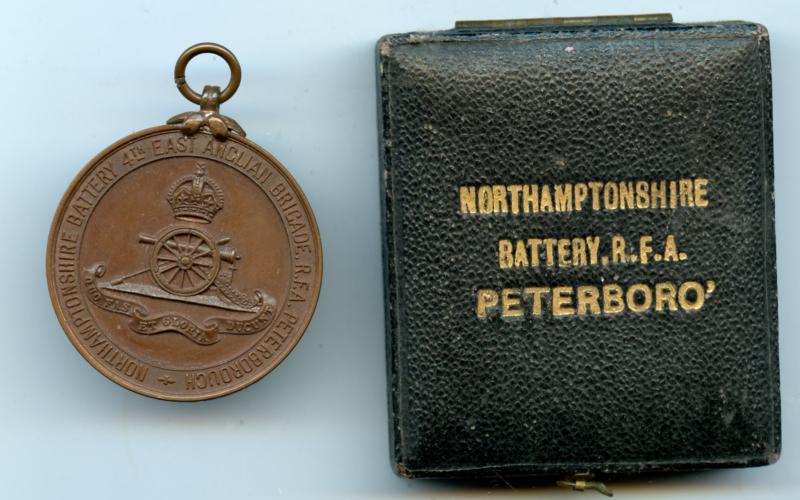 NORTHAMPTONSHIRE BATTERY 4TH EAST ANGLIAN BRIGADE. R.F.A. PETERBOROUGH
QUO FAS ET GLORIA DUCUNT
NORTHAMPTONSHIRE
BATTERY, R.F.A.
PETERBORO'